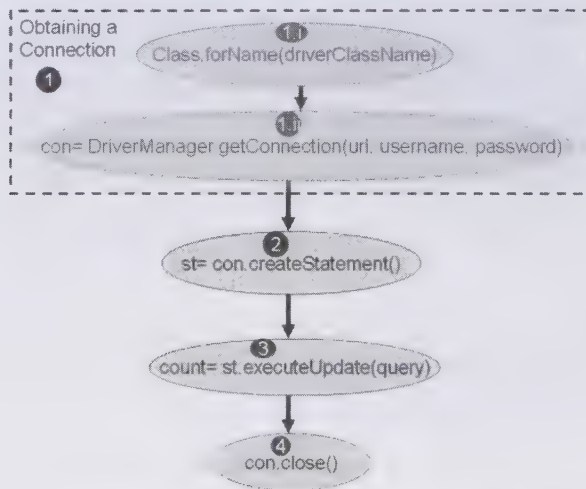 Obtaining a
Connection
1
1.i
Class.forName(driverClassName)
1.ii
con= DriverManager getConnection(url, username, password)
2
st= con.createStatement()
3
count= st.executeUpdate(query)
4
con.close()